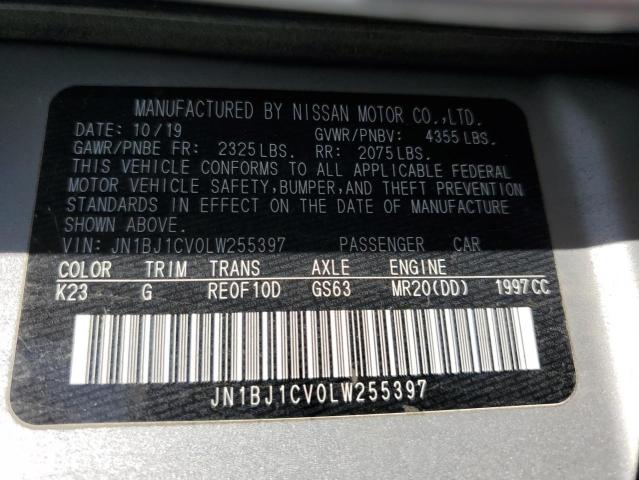 MANUFACTURED BY NISSAN MOTOR CO.,LTD.
DATE: 10/19 GVWR/PNBV: 4355 LBS.
GAWR/PNBE FR: 2325 LBS. RR: 2075 LBS.
THIS VEHICLE CONFORMS TO ALL APPLICABLE FEDERAL
MOTOR VEHICLE SAFETY,BUMPER,AND THEFT PREVENTION
STANDARDS IN EFFECT ON THE DATE OF MANUFACTURE
SHOWN ABOVE.
VIN: JN1BJ1CV0LW255397 PASSENGER CAR
COLOR TRIM TRANS AXLE ENGINE
K23 G RE0F10D GS63 MR20(DD) 1997CC
JN1BJ1CV0LW255397